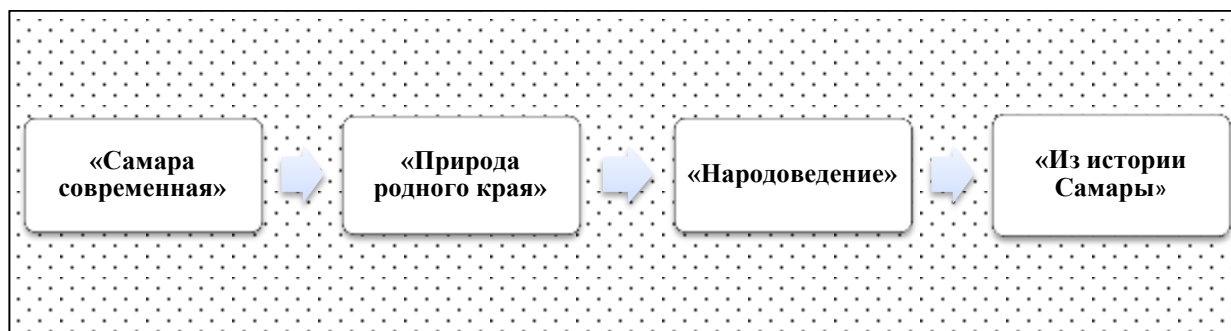 «Самара
современная»
«Природа
родного края»
«Народоведение»
«Из истории
Самары»